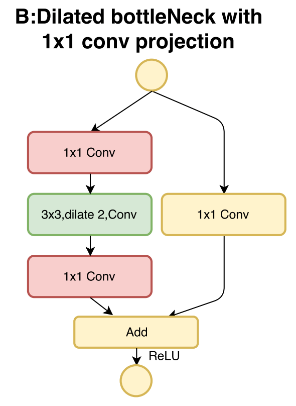 B:Dilated bottleNeck with
1x1 conv projection
1x1 Conv
3x3,dilate 2,Conv
1x1 Conv
1x1 Conv
Add
ReLU